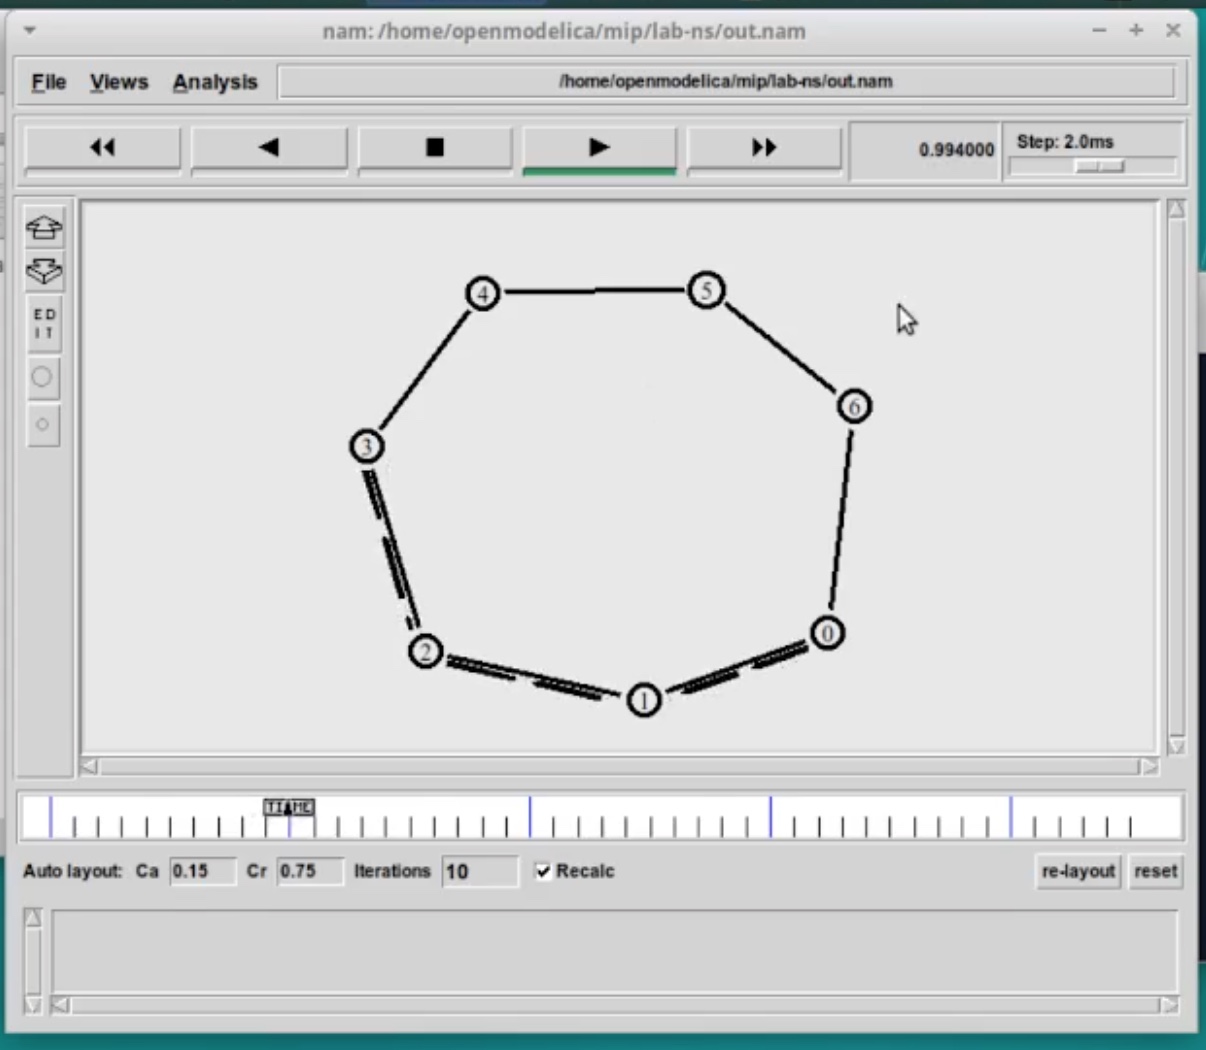 nam: /home/openmodelica/mip/lab-ns/out.nam
File Views Analysis /home/openmodelica/mip/lab-ns/out.nam
0.994000 Step: 2.0ms
ED
IT
4 5
6
3
0
2
1
TIME
Auto layout: Ca 0.15 Cr 0.75 Iterations 10 Recalc re-layout reset